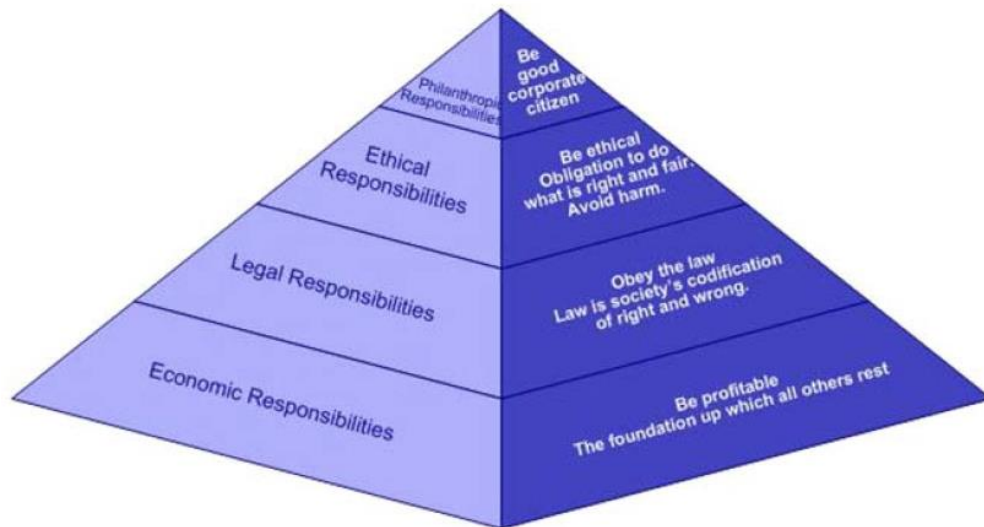 Philanthropic
Responsibilities
Be
good
corporate
citizen
Ethical
Responsibilities
Be ethical
Obligation to do
what is right and fair.
Avoid harm.
Legal Responsibilities
Obey the law
Law is society's codification
of right and wrong.
Economic Responsibilities
Be profitable
The foundation up which all others rest